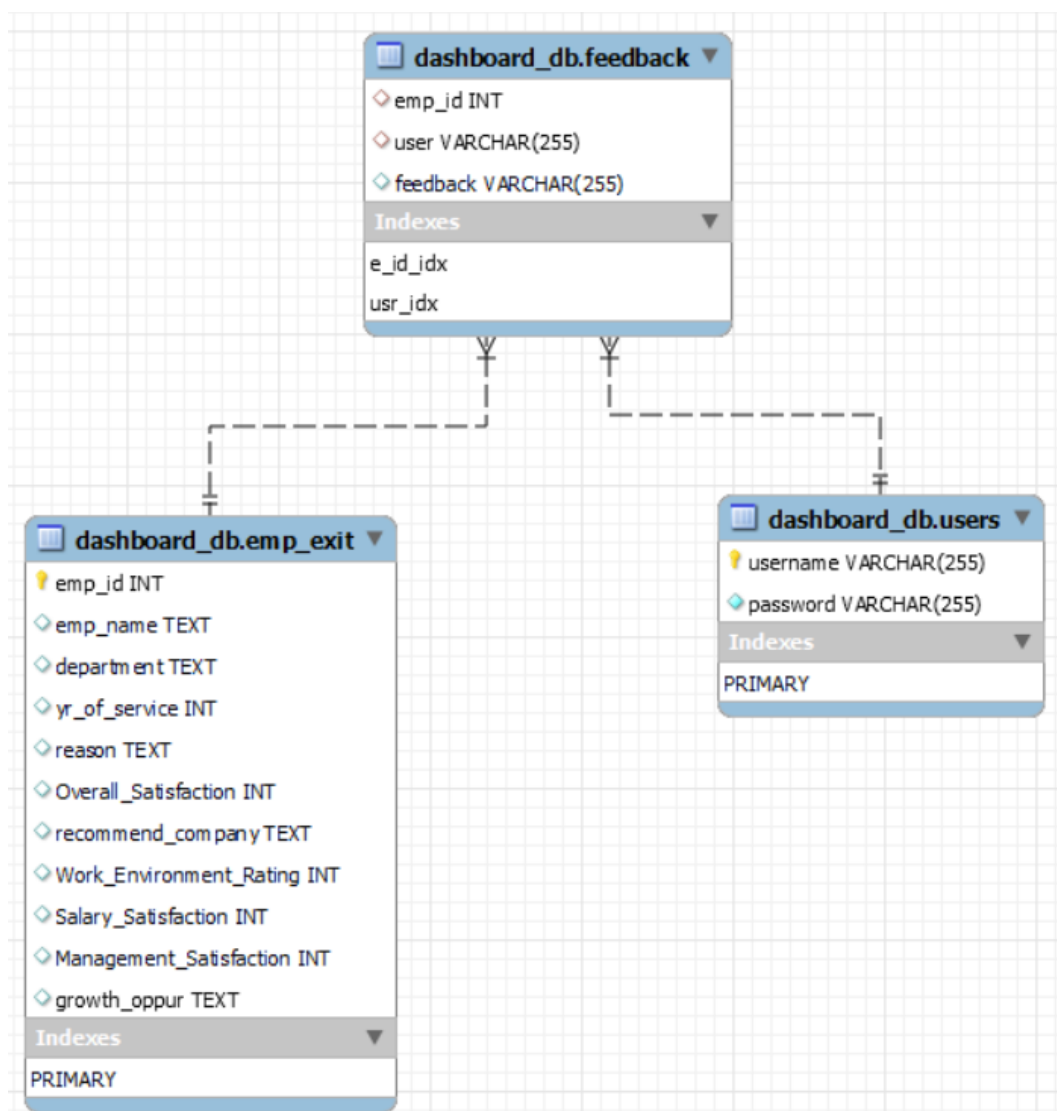 dashboard_db.feedback
emp_id INT
user VARCHAR(255)
feedback VARCHAR(255)
Indexes
e_id_idx
usr_idx
dashboard_db.emp_exit
emp_id INT
emp_name TEXT
department TEXT
yr_of_service INT
reason TEXT
Overall_Satisfaction INT
recommend_company TEXT
Work_Environment_Rating INT
Salary_Satisfaction INT
Management_Satisfaction INT
growth_oppur TEXT
Indexes
PRIMARY
dashboard_db.users
username VARCHAR(255)
password VARCHAR(255)
Indexes
PRIMARY